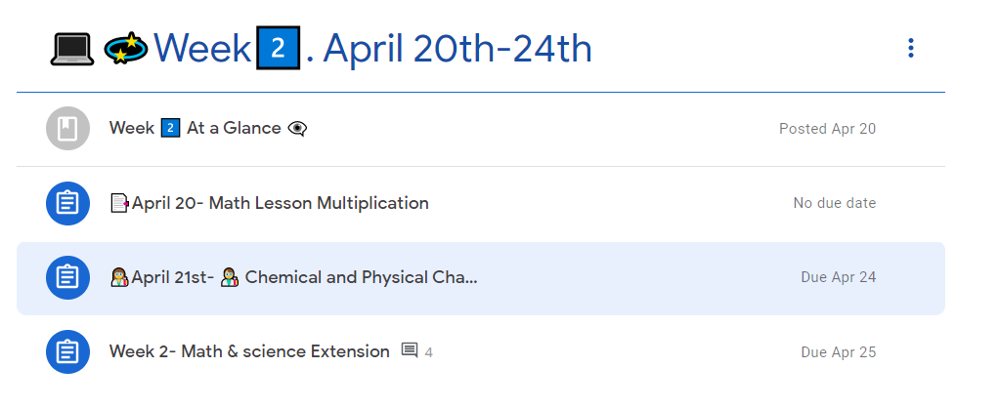 💻 💫Week 2️⃣. April 20th-24th
Week 2️⃣ At a Glance 👁️‍🗨️
Posted Apr 20
📑April 20- Math Lesson Multiplication
No due date
👩‍🔬April 21st- 👩‍🔬 Chemical and Physical Cha...
Due Apr 24
Week 2- Math & science Extension 4
Due Apr 25